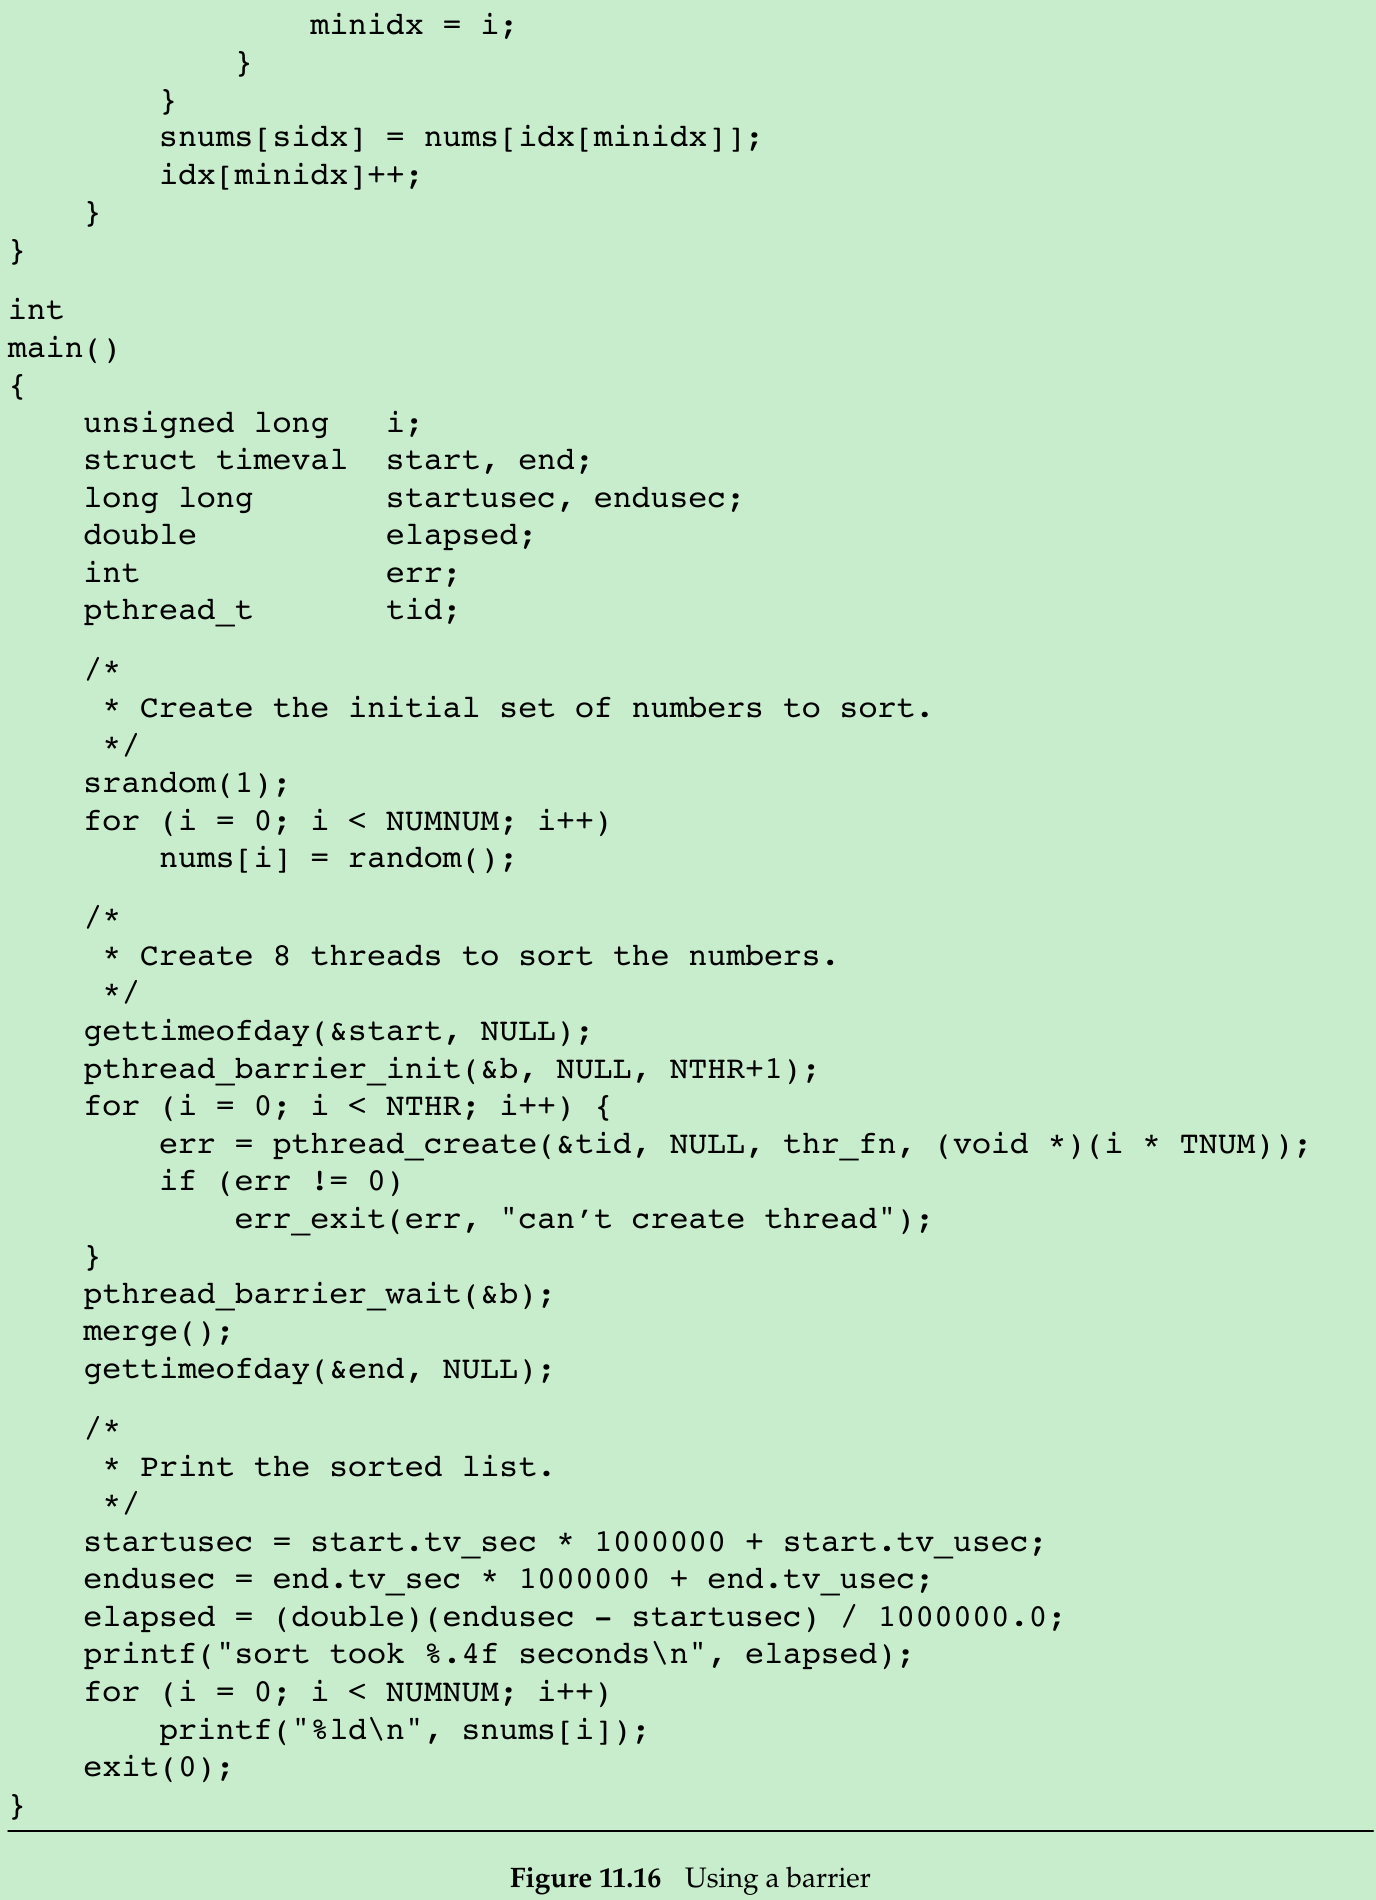 minidx = i;
            }
        }
        snums[sidx] = nums[idx[minidx]];
        idx[minidx]++;
    }
}

int
main()
{
    unsigned long   i;
    struct timeval  start, end;
    long long       startusec, endusec;
    double          elapsed;
    int             err;
    pthread_t       tid;

    /*
     * Create the initial set of numbers to sort.
     */
    srandom(1);
    for (i = 0; i < NUMNUM; i++)
        nums[i] = random();

    /*
     * Create 8 threads to sort the numbers.
     */
    gettimeofday(&start, NULL);
    pthread_barrier_init(&b, NULL, NTHR+1);
    for (i = 0; i < NTHR; i++) {
        err = pthread_create(&tid, NULL, thr_fn, (void *)(i * TNUM));
        if (err != 0)
            err_exit(err, "can’t create thread");
    }
    pthread_barrier_wait(&b);
    merge();
    gettimeofday(&end, NULL);

    /*
     * Print the sorted list.
     */
    startusec = start.tv_sec * 1000000 + start.tv_usec;
    endusec = end.tv_sec * 1000000 + end.tv_usec;
    elapsed = (double)(endusec - startusec) / 1000000.0;
    printf("sort took %.4f seconds\n", elapsed);
    for (i = 0; i < NUMNUM; i++)
        printf("%ld\n", snums[i]);
    exit(0);
}
Figure 11.16 Using a barrier